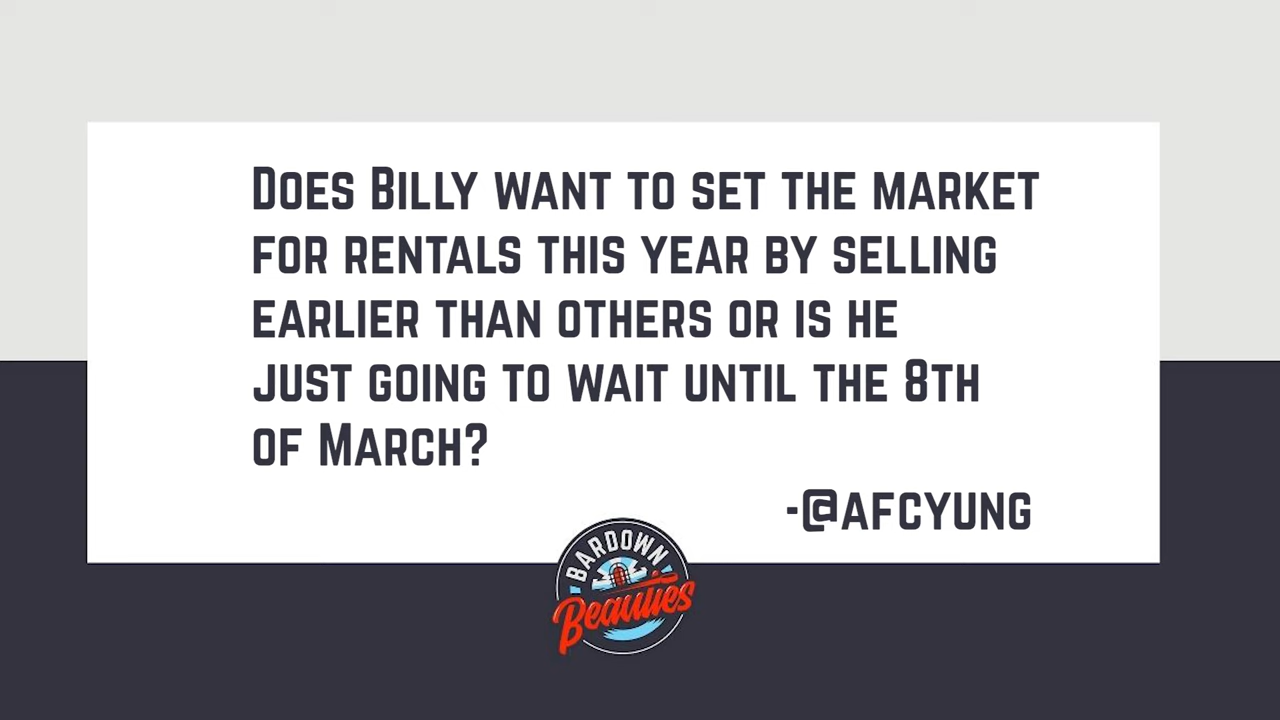 Does Billy want to set the market
for rentals this year by selling
earlier than others or is he
just going to wait until the 8th
of March?
-@afcyung
BARDOWN
Beauties